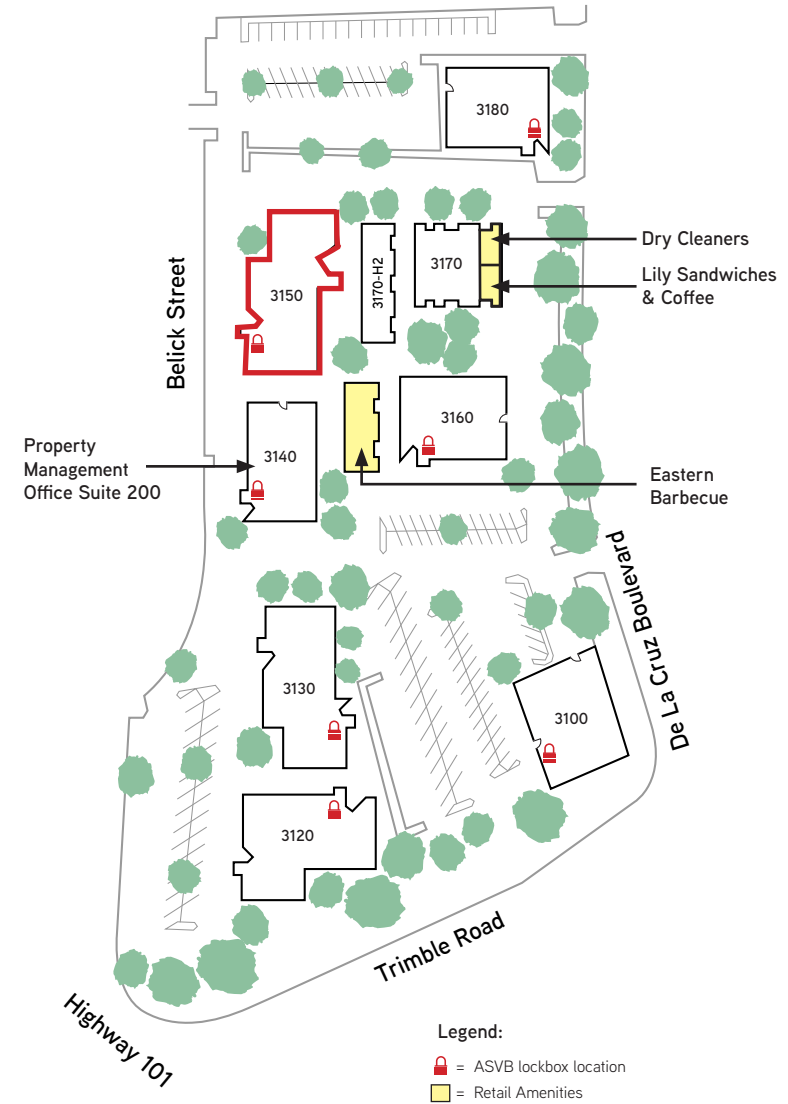 3180
Dry Cleaners
Lily Sandwiches
& Coffee
3170
3170-H2
3150
Belick Street
3160
3140
Property
Management
Office Suite 200
Eastern
Barbecue
De La Cruz Boulevard
3130
3100
3120
Trimble Road
Highway 101
Legend:
= ASVB lockbox location
= Retail Amenities